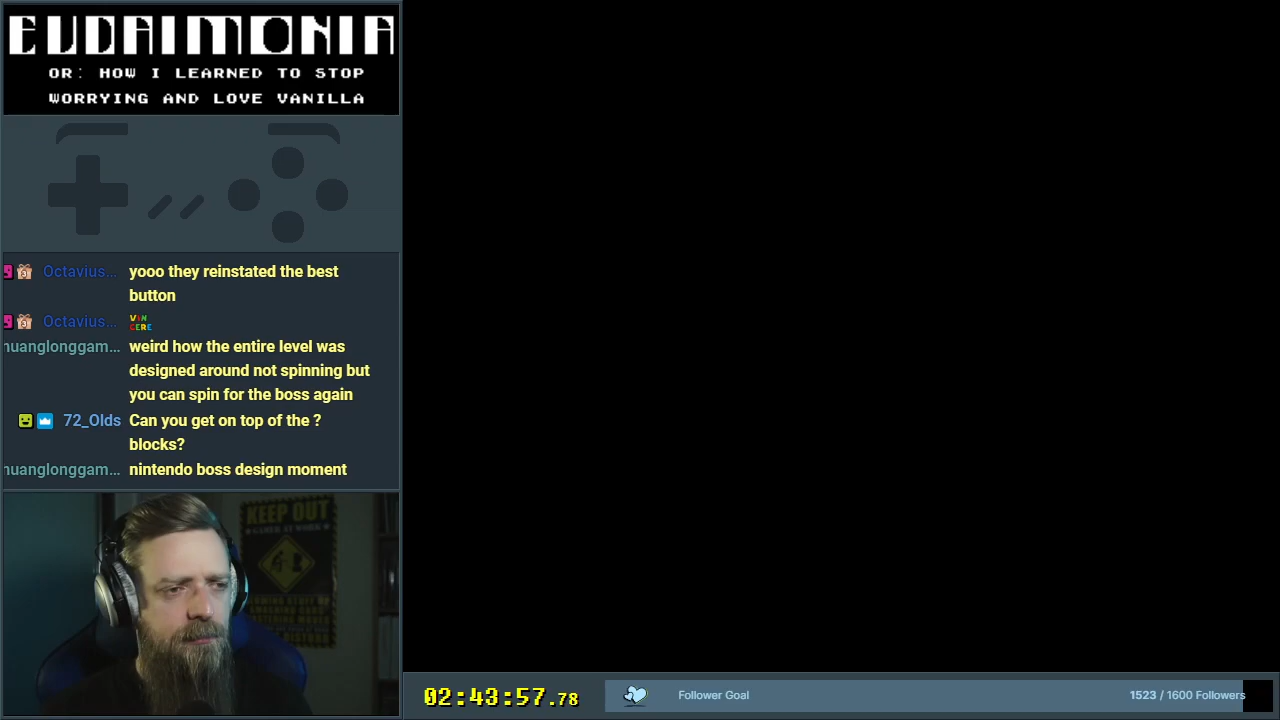 EUDAIMONIA
OR: HOW I LEARNED TO STOP
WORRYING AND LOVE VANILLA
Octavius... yooo they reinstated the best
button
Octavius... VIN
CERE
huanglonggam... weird how the entire level was
designed around not spinning but
you can spin for the boss again
72_Olds Can you get on top of the ?
blocks?
huanglonggam... nintendo boss design moment
KEEP OUT
02:43:57.78
Follower Goal
1523 / 1600 Followers